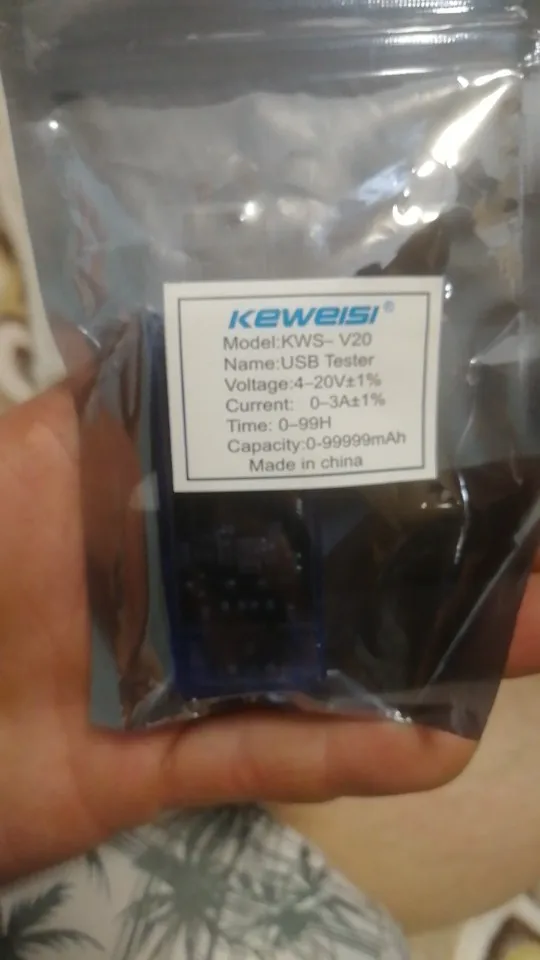 KEWEISI®
Model:KWS- V20
Name:USB Tester
Voltage:4-20V±1%
Current: 0-3A±1%
Time: 0-99H
Capacity:0-99999mAh
Made in china